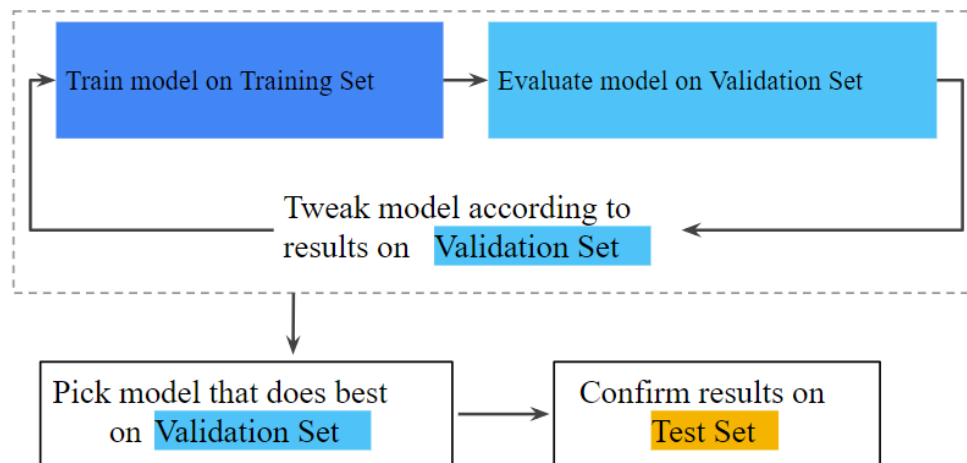 Train model on Training Set
Evaluate model on Validation Set
Tweak model according to
results on Validation Set
Pick model that does best
on Validation Set
Confirm results on
Test Set